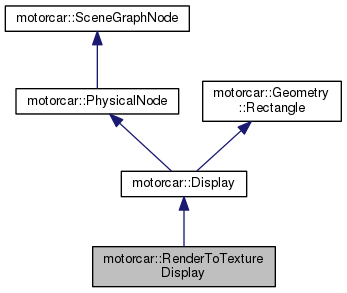 motorcar::SceneGraphNode
motorcar::PhysicalNode
motorcar::Geometry
::Rectangle
motorcar::Display
motorcar::RenderToTexture
Display